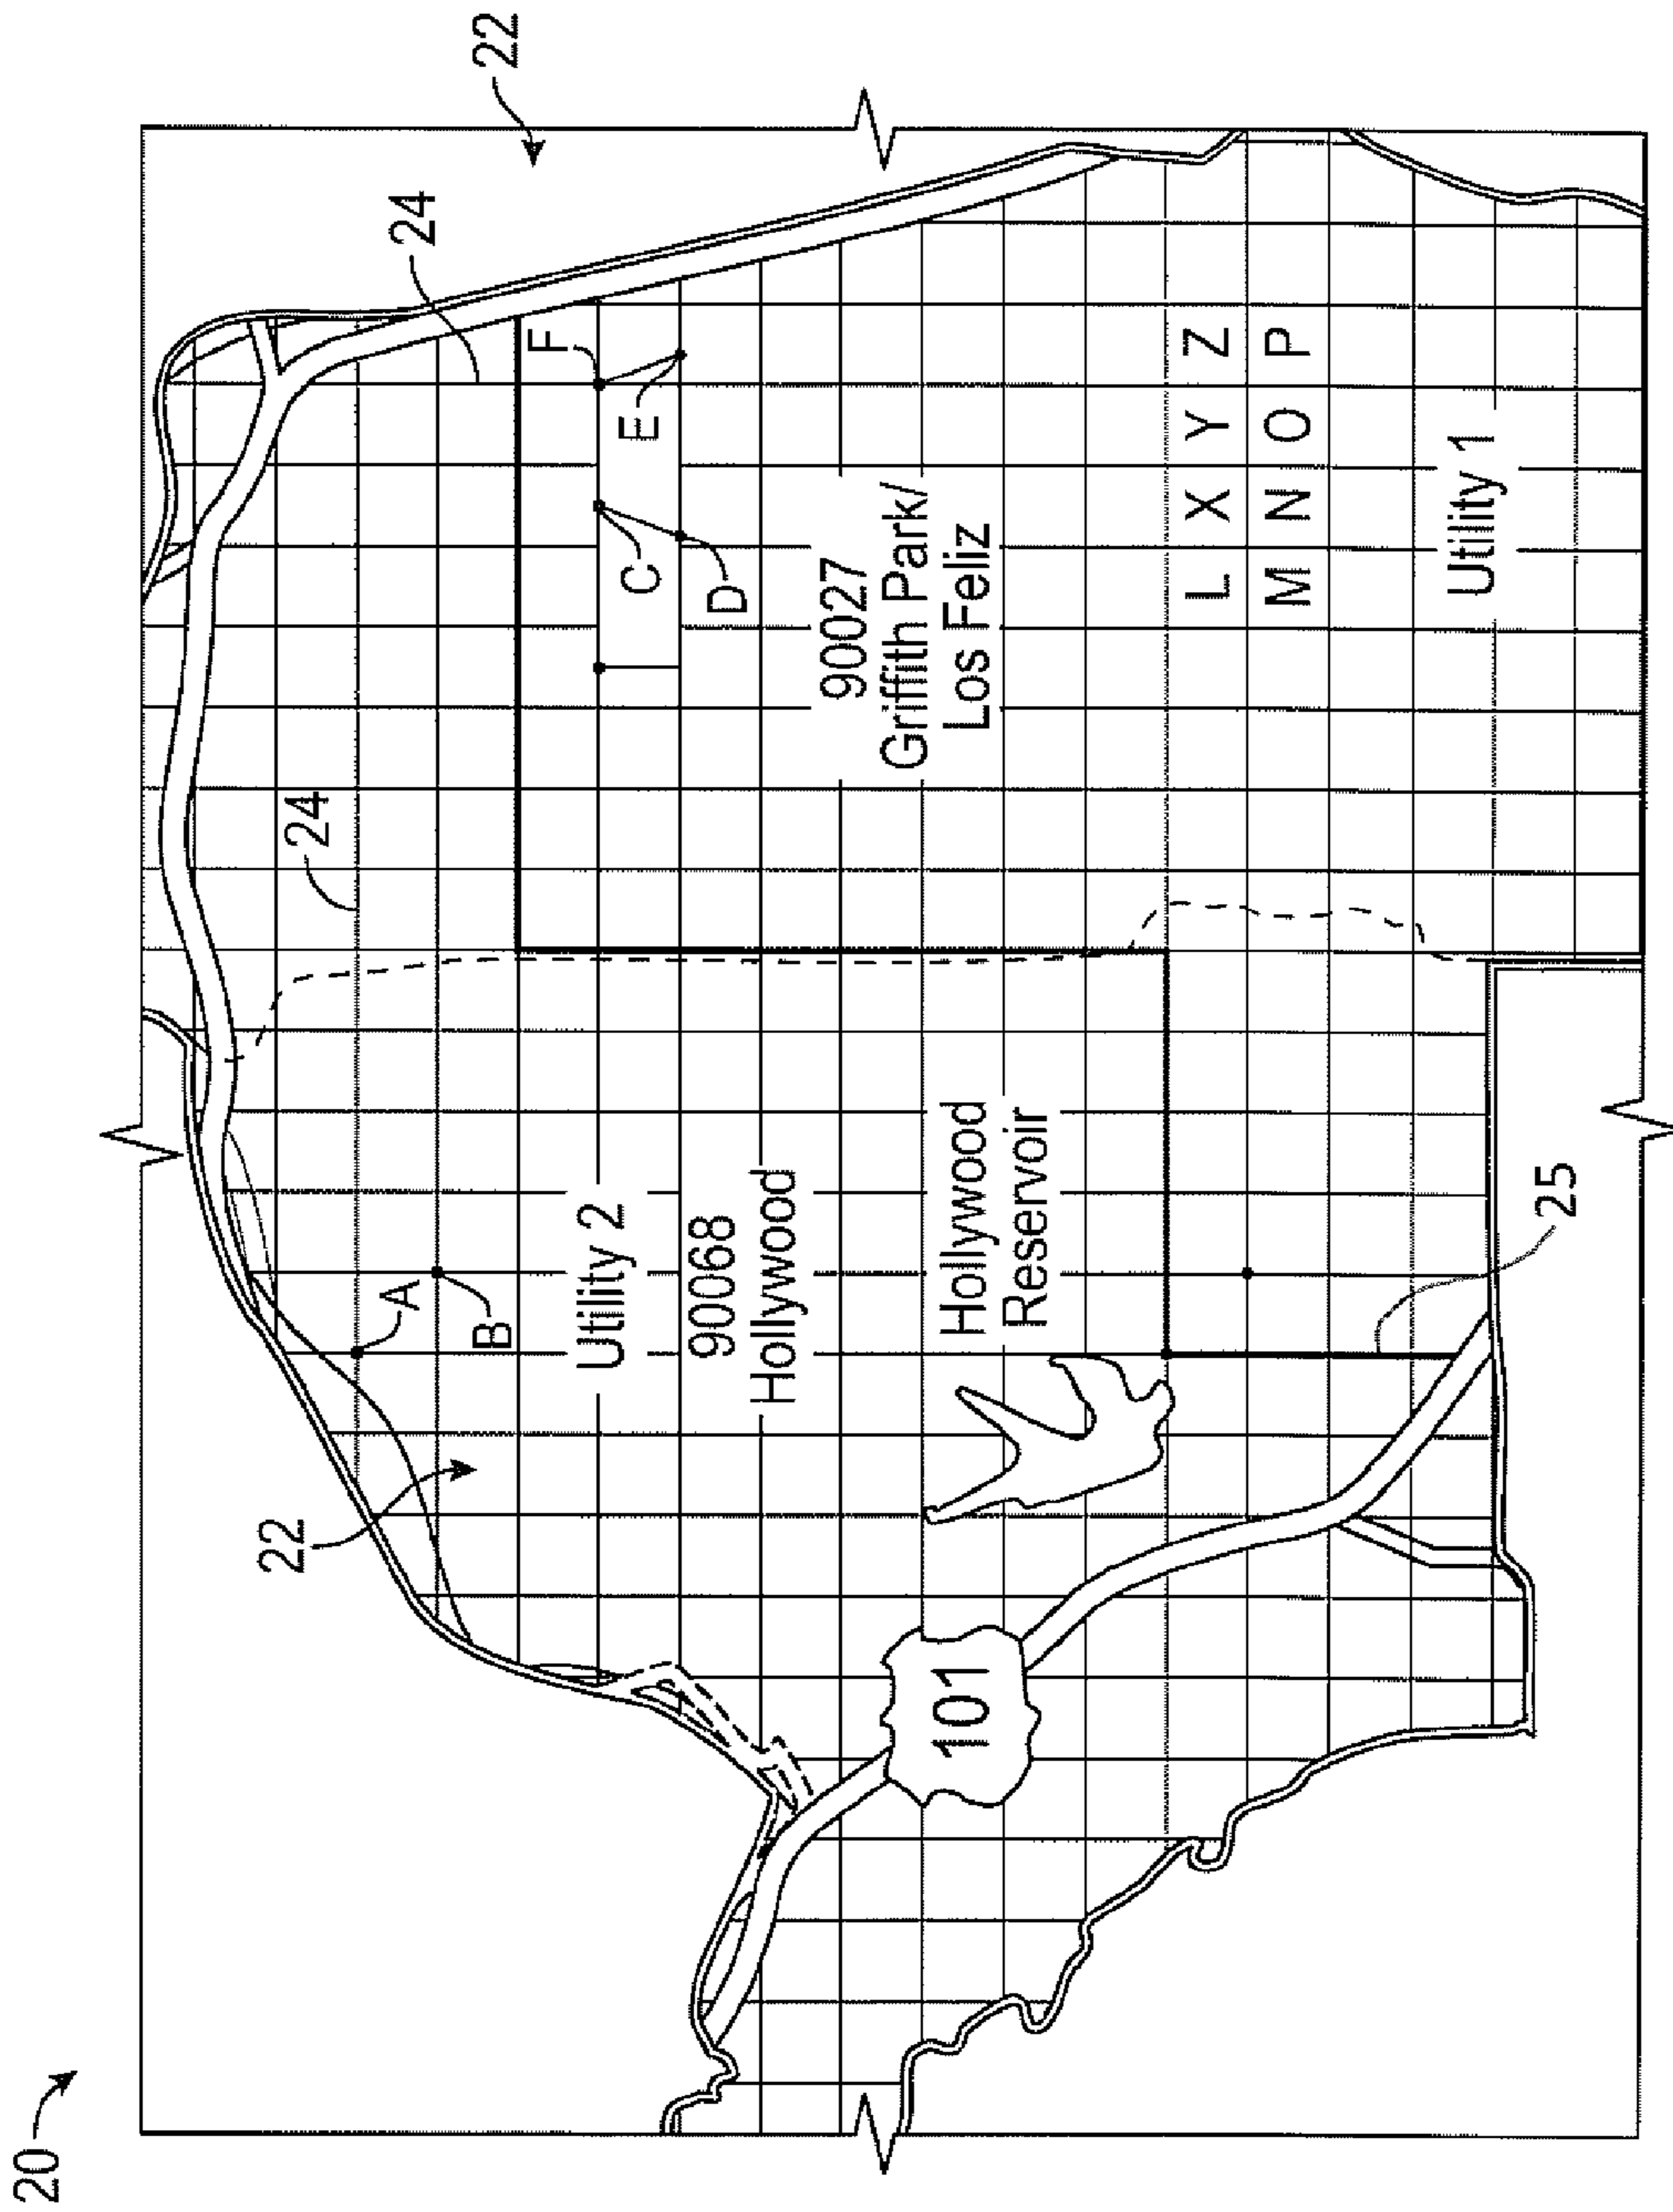 20
22
24
24
22
A
B
F
E
C
D
Utility 2
90068
Hollywood
90027
Griffith Park/
Los Feliz
Hollywood
Reservoir
101
L X Y Z
M N O P
Utility 1
25